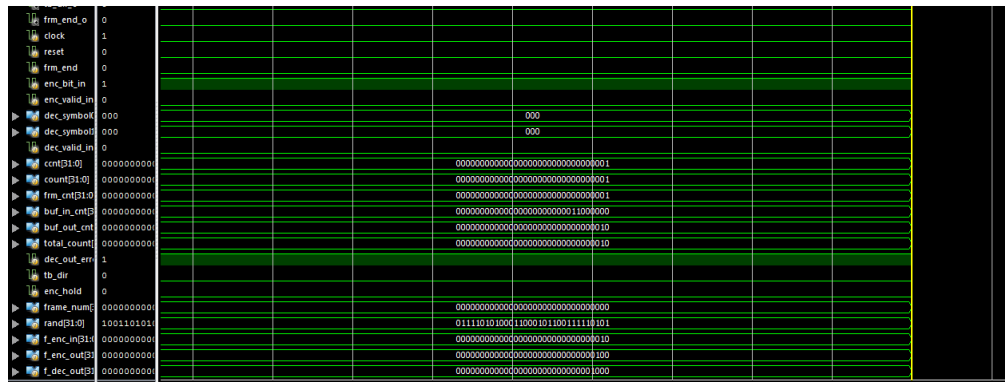 frm_end_o 0
clock 1
reset 0
frm_end 0
enc_bit_in 1
enc_valid_in 0
dec_symbol 000 000
dec_symbol 000 000
dec_valid_in 0
ccnt[31:0] 0000000000 00000000000000000000000000000001
count[31:0] 0000000000 00000000000000000000000000000001
frm_cnt[31:0 0000000000 00000000000000000000000000000001
buf_in_cnt[3 0000000000 00000000000000000000000011000000
buf_out_cnt 0000000000 00000000000000000000000000000010
total_count[ 0000000000 00000000000000000000000000000010
dec_out_err 1
tb_dir 0
enc_hold 0
frame_num[ 0000000000 00000000000000000000000000000000
rand[31:0] 1001101010 01111010100011000101100111110101
f_enc_in[31:0 0000000000 00000000000000000000000000000010
f_enc_out[31 0000000000 00000000000000000000000000000100
f_dec_out[31 0000000000 00000000000000000000000000001000